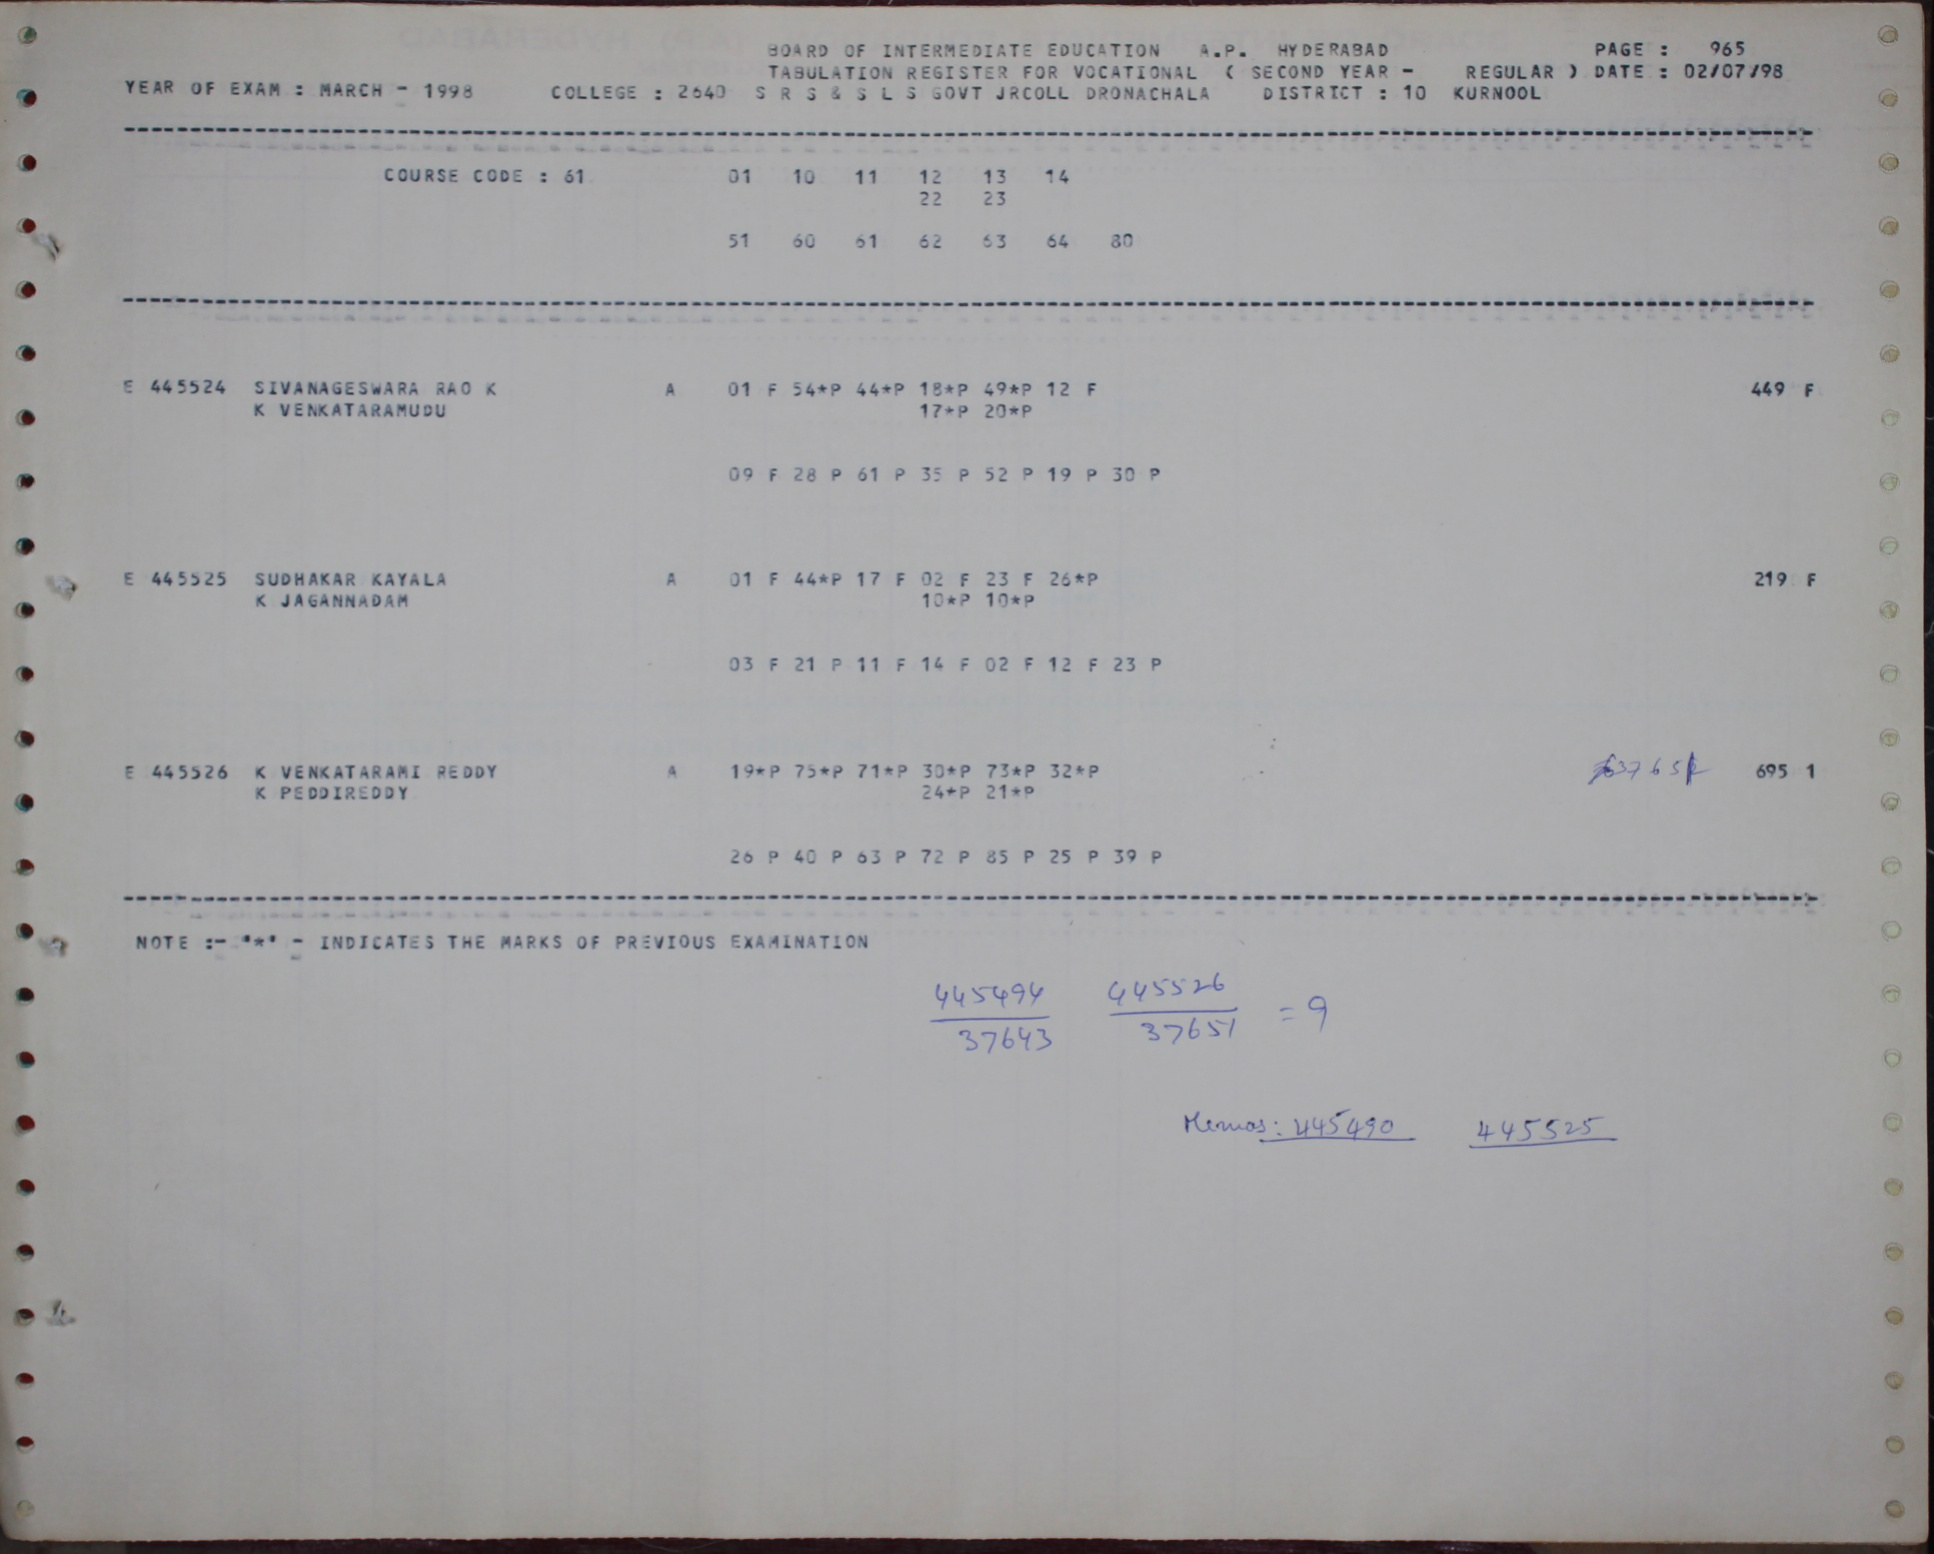 BOARD OF INTERMEDIATE EDUCATION A.P. HYDERABAD PAGE : 965
TABULATION REGISTER FOR VOCATIONAL ( SECOND YEAR - REGULAR ) DATE : 02/07/98
YEAR OF EXAM : MARCH - 1998 COLLEGE : 2640 S R S & S L S GOVT JRCOLL DRONACHALA DISTRICT : 10 KURNOOL
COURSE CODE : 61 01 10 11 12 13 14
22 23
51 60 61 62 63 64 80
E 445524 SIVANAGESWARA RAO K A 01 F 54*P 44*P 18*P 49*P 12 F 449 F
K VENKATARAMUDU 17*P 20*P
09 F 28 P 61 P 35 P 52 P 19 P 30 P
E 445525 SUDHAKAR KAYALA A 01 F 44*P 17 F 02 F 23 F 26*P 219 F
K JAGANNADAM 10*P 10*P
03 F 21 P 11 F 14 F 02 F 12 F 23 P
E 445526 K VENKATARAMI REDDY A 19*P 75*P 71*P 30*P 73*P 32*P 695 1
K PEDDIREDDY 24*P 21*P
26 P 40 P 63 P 72 P 85 P 25 P 39 P
NOTE :- '*' - INDICATES THE MARKS OF PREVIOUS EXAMINATION
445494 445526
37643 37651 = 9
Memos: 445490 445525